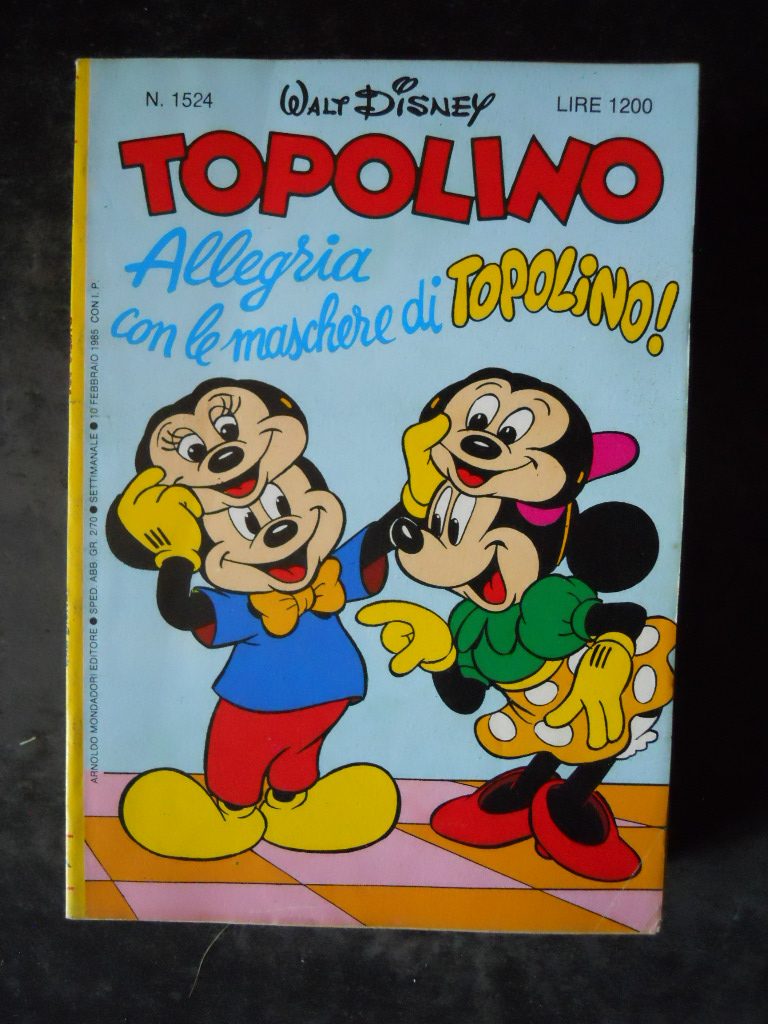 N. 1524
WALT DISNEY
LIRE 1200
TOPOLINO
Allegria
con le maschere di TOPOLINO!
ARNOLDO MONDADORI EDITORE ● SPED. ABB. GR. 2/70 ● SETTIMANALE ● 10 FEBBRAIO 1985 CON I. P.